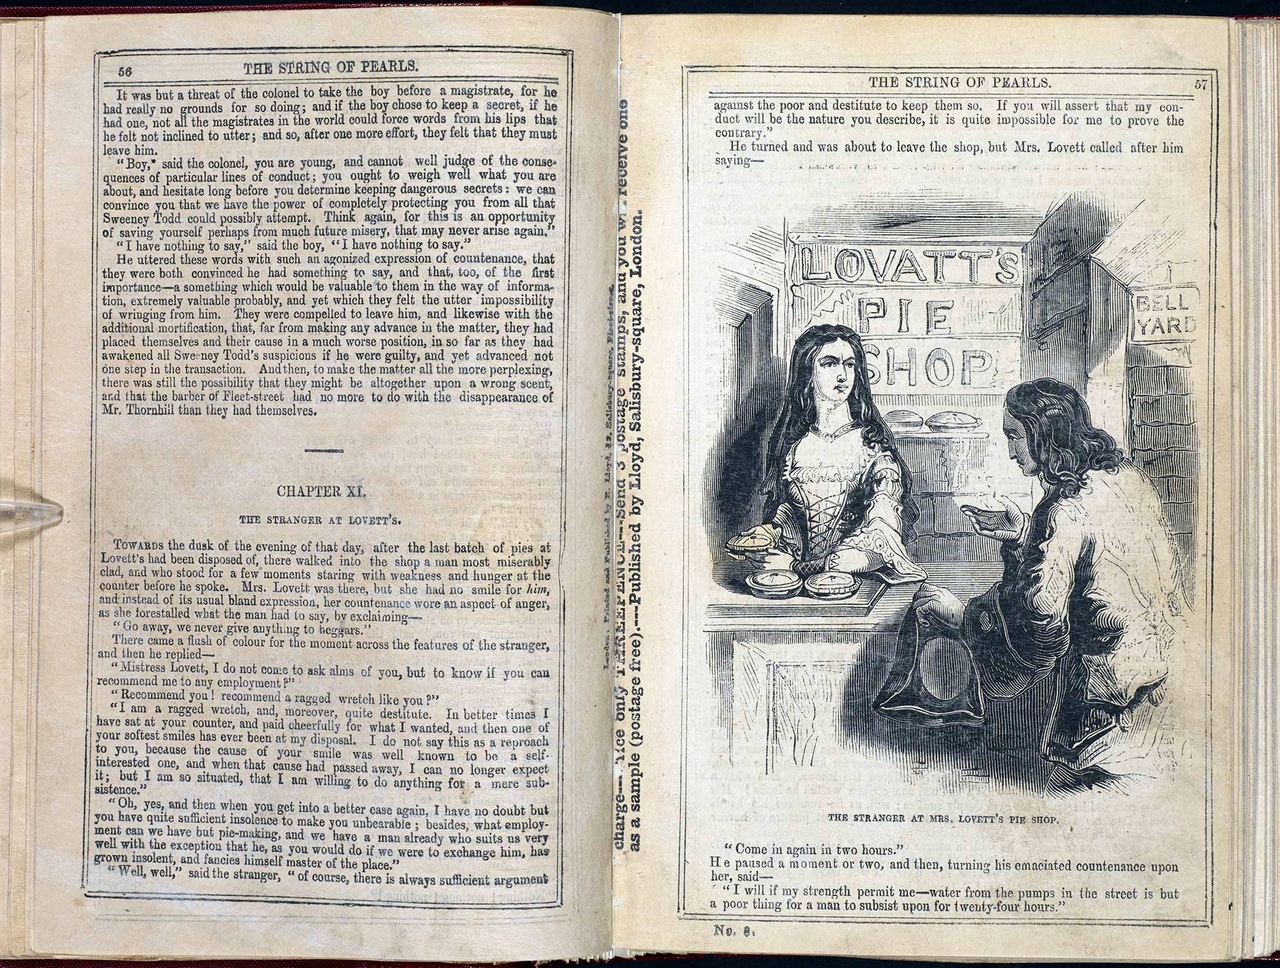 56
THE STRING OF PEARLS.
It was but a threat of the colonel to take the boy before a magistrate, for he
had really no grounds for so doing; and if the boy chose to keep a secret, if he
had one, not all the magistrates in the world could force words from his lips that
he felt not inclined to utter; and so, after one more effort, they felt that they must
leave him.
"Boy," said the colonel, you are young, and cannot well judge of the conse-
quences of particular lines of conduct; you ought to weigh well what you are
about, and hesitate long before you determine keeping dangerous secrets: we can
convince you that we have the power of completely protecting you from all that
Sweeney Todd could possibly attempt. Think again, for this is an opportunity
of saving yourself perhaps from much future misery, that may never arise again."
"I have nothing to say," said the boy, "I have nothing to say."
He uttered these words with such an agonized expression of countenance, that
they were both convinced he had something to say, and that, too, of the first
importance—a something which would be valuable to them in the way of informa-
tion, extremely valuable probably, and yet which they felt the utter impossibility
of wringing from him. They were compelled to leave him, and likewise with the
additional mortification, that, far from making any advance in the matter, they had
placed themselves and their cause in a much worse position, in so far as they had
awakened all Sweeney Todd's suspicions if he were guilty, and yet advanced not
one step in the transaction. And then, to make the matter all the more perplexing,
there was still the possibility that they might be altogether upon a wrong scent,
and that the barber of Fleet-street had no more to do with the disappearance of
Mr. Thornhill than they had themselves.
CHAPTER XI.
THE STRANGER AT LOVETT'S.
TOWARDS the dusk of the evening of that day, after the last batch of pies at
Lovett's had been disposed of, there walked into the shop a man most miserably
clad, and who stood for a few moments staring with weakness and hunger at the
counter before he spoke. Mrs. Lovett was there, but she had no smile for him,
and instead of its usual bland expression, her countenance wore an aspect of anger,
as she forestalled what the man had to say, by exclaiming—
"Go away, we never give anything to beggars."
There came a flush of colour for the moment across the features of the stranger,
and then he replied—
"Mistress Lovett, I do not come to ask alms of you, but to know if you can
recommend me to any employment?"
"Recommend you! recommend a ragged wretch like you?"
"I am a ragged wretch, and, moreover, quite destitute. In better times I
have sat at your counter, and paid cheerfully for what I wanted, and then one of
your softest smiles has ever been at my disposal. I do not say this as a reproach
to you, because the cause of your smile was well known to be a self-
interested one, and when that cause had passed away, I can no longer expect
it; but I am so situated, that I am willing to do anything for a mere sub-
sistence."
"Oh, yes, and then when you get into a better case again, I have no doubt but
you have quite sufficient insolence to make you unbearable; besides, what employ-
ment can we have but pie-making, and we have a man already who suits us very
well with the exception that he, as you would do if we were to exchange him, has
grown insolent, and fancies himself master of the place."
"Well, well," said the stranger, "of course, there is always sufficient argument
London: Printed and Published by E. Lloyd, 12, Salisbury-square, Fleet-street.
charge— only Send 3 postage stamps, and you receive one
as a sample (postage free).---Published by Lloyd, Salisbury-square, London.
THE STRING OF PEARLS.
57
against the poor and destitute to keep them so. If you will assert that my con-
duct will be the nature you describe, it is quite impossible for me to prove the
contrary."
He turned and was about to leave the shop, but Mrs. Lovett called after him
saying—
LOVATT'S
PIE
SHOP
BELL
YARD
THE STRANGER AT MRS. LOVETT'S PIE SHOP.
"Come in again in two hours."
He paused a moment or two, and then, turning his emaciated countenance upon
her, said—
"I will if my strength permit me—water from the pumps in the street is but
a poor thing for a man to subsist upon for twenty-four hours."
No. 8.